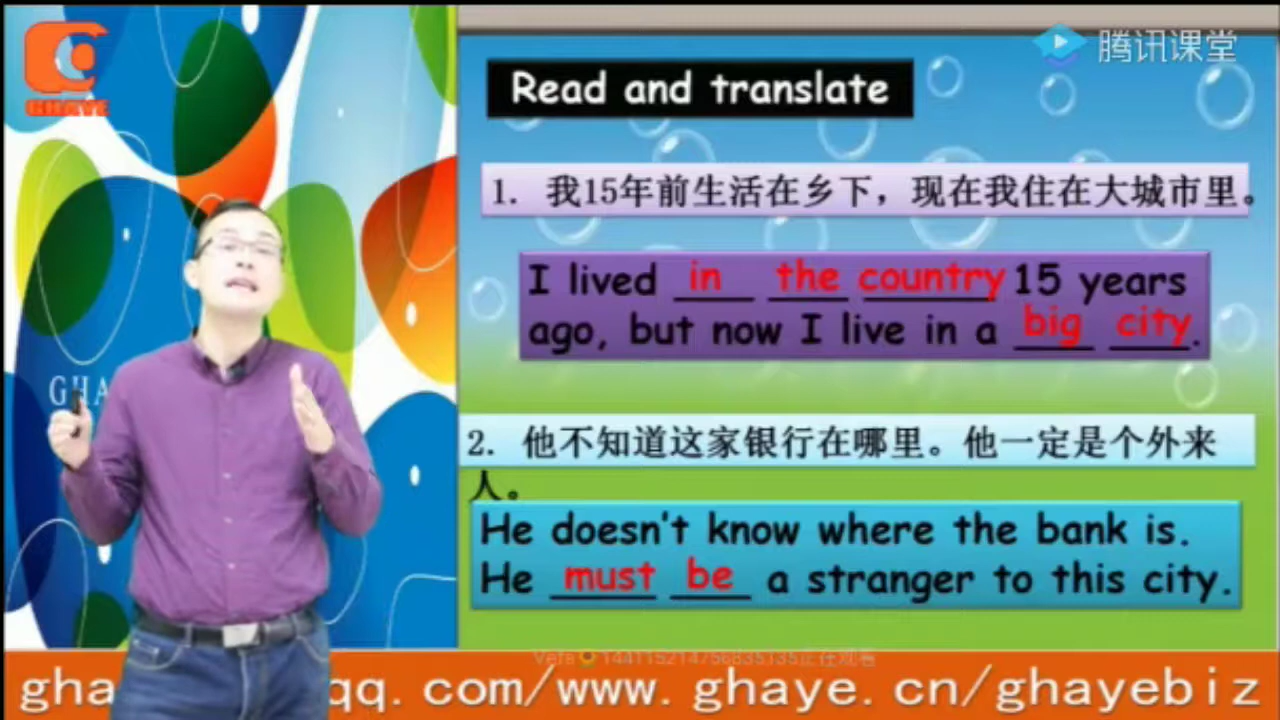 GHAYE
腾讯课堂
Read and translate
1. 我15年前生活在乡下，现在我住在大城市里。
I lived in the country 15 years
ago, but now I live in a big city.
2. 他不知道这家银行在哪里。他一定是个外来
人。
He doesn't know where the bank is.
He must be a stranger to this city.
GHA
正在观看
gha qq.com/www.ghaye.cn/ghayebiz